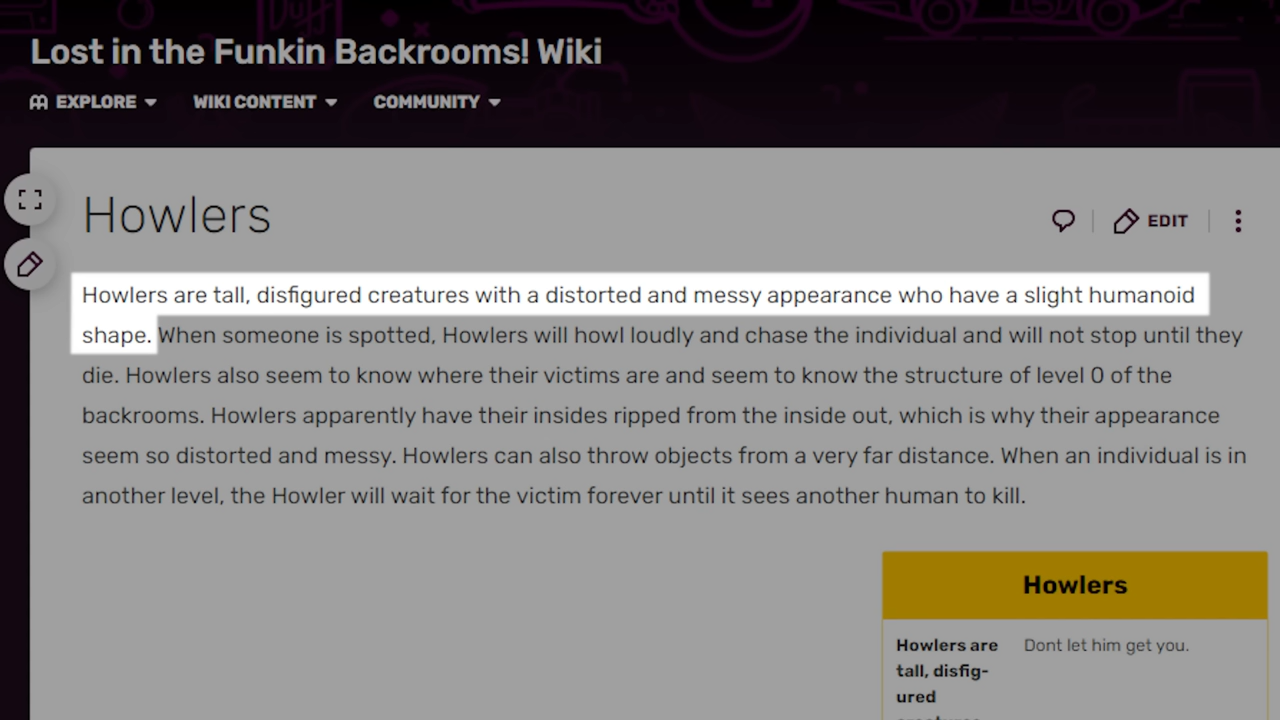 Lost in the Funkin Backrooms! Wiki
EXPLORE WIKI CONTENT COMMUNITY
Howlers
EDIT
Howlers are tall, disfigured creatures with a distorted and messy appearance who have a slight humanoid
shape. When someone is spotted, Howlers will howl loudly and chase the individual and will not stop until they
die. Howlers also seem to know where their victims are and seem to know the structure of level 0 of the
backrooms. Howlers apparently have their insides ripped from the inside out, which is why their appearance
seem so distorted and messy. Howlers can also throw objects from a very far distance. When an individual is in
another level, the Howler will wait for the victim forever until it sees another human to kill.
Howlers
Howlers are Dont let him get you.
tall, disfig-
ured